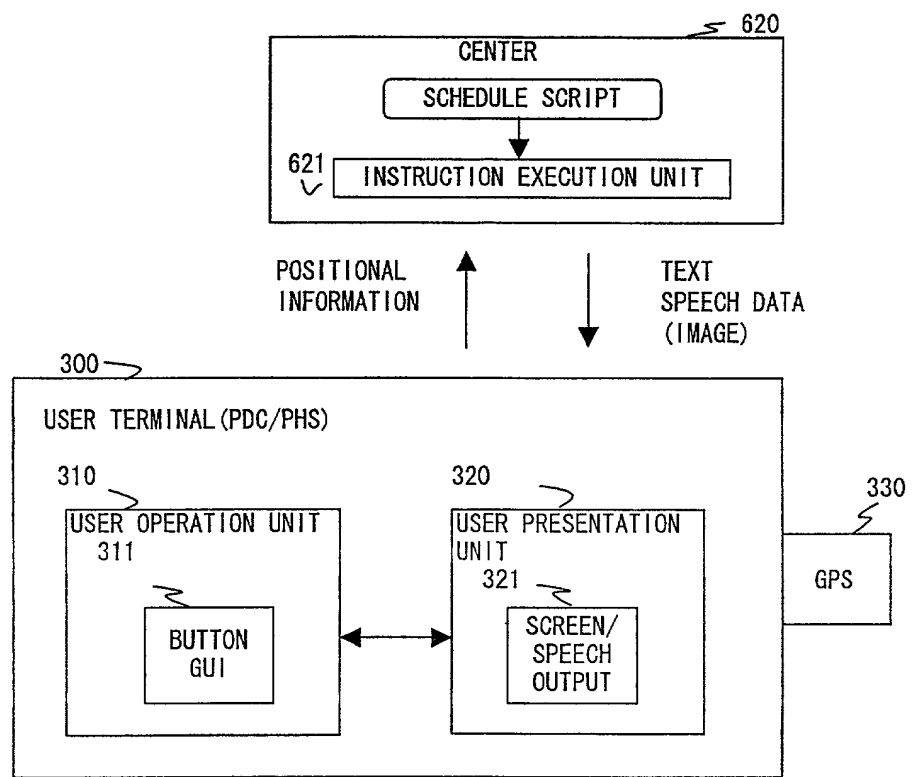 620
CENTER
SCHEDULE SCRIPT
621
INSTRUCTION EXECUTION UNIT
POSITIONAL
INFORMATION
TEXT
SPEECH DATA
(IMAGE)
300
USER TERMINAL(PDC/PHS)
310
USER OPERATION UNIT
311
BUTTON
GUI
320
USER PRESENTATION
UNIT
321
SCREEN/
SPEECH
OUTPUT
330
GPS